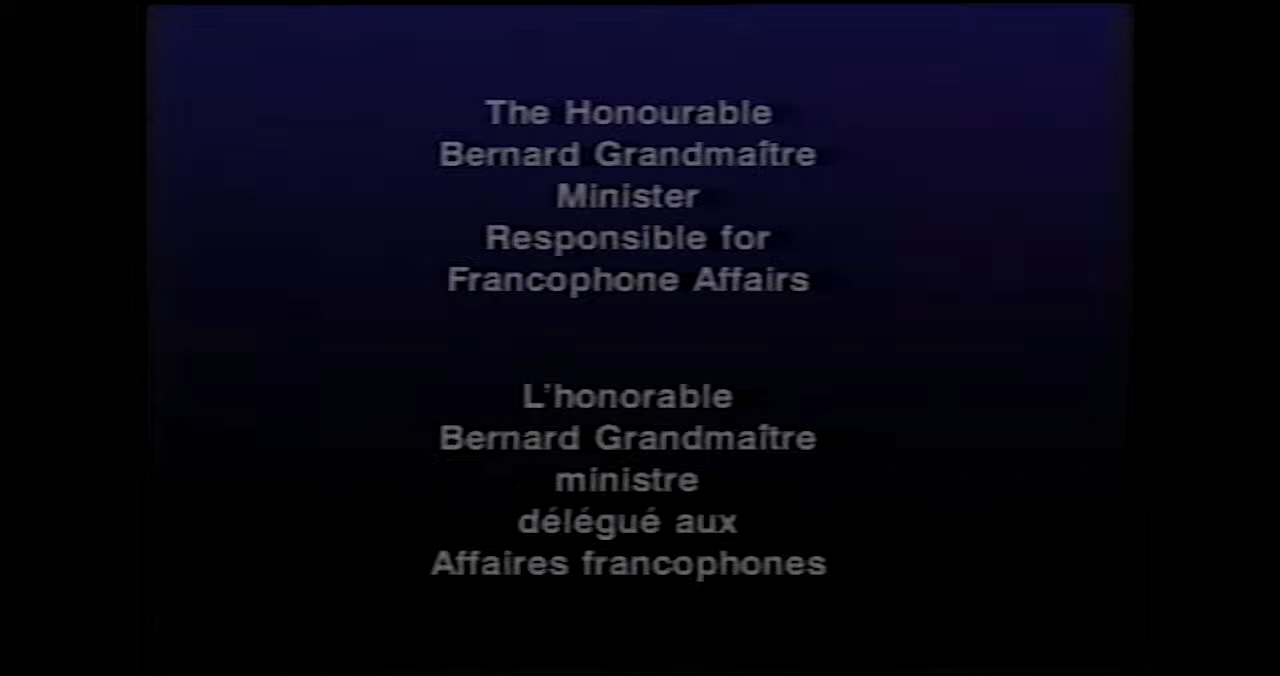 The Honourable
Bernard Grandmaître
Minister
Responsible for
Francophone Affairs
L'honorable
Bernard Grandmaître
ministre
délégué aux
Affaires francophones